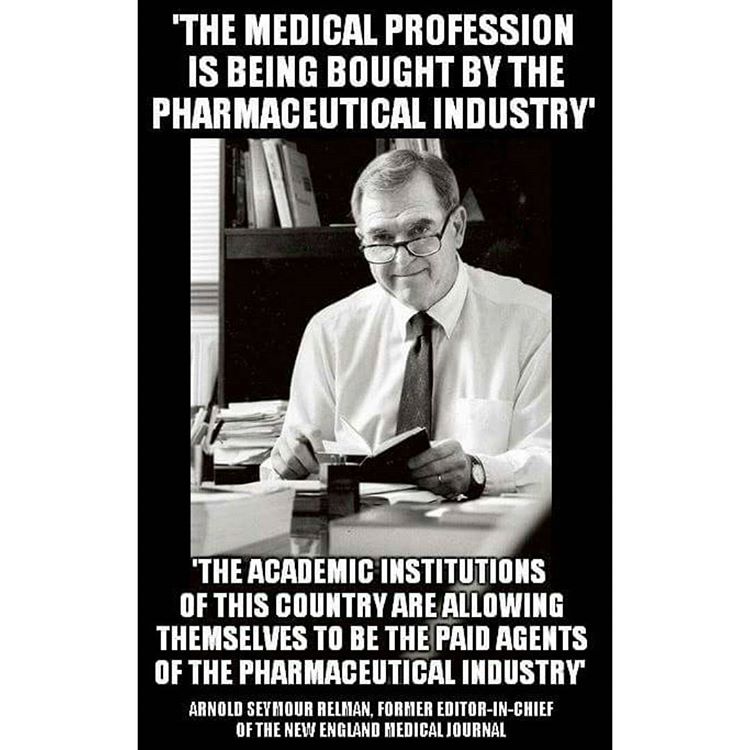 'THE MEDICAL PROFESSION
IS BEING BOUGHT BY THE
PHARMACEUTICAL INDUSTRY'
'THE ACADEMIC INSTITUTIONS
OF THIS COUNTRY ARE ALLOWING
THEMSELVES TO BE THE PAID AGENTS
OF THE PHARMACEUTICAL INDUSTRY'
ARNOLD SEYMOUR RELMAN, FORMER EDITOR-IN-CHIEF
OF THE NEW ENGLAND MEDICAL JOURNAL